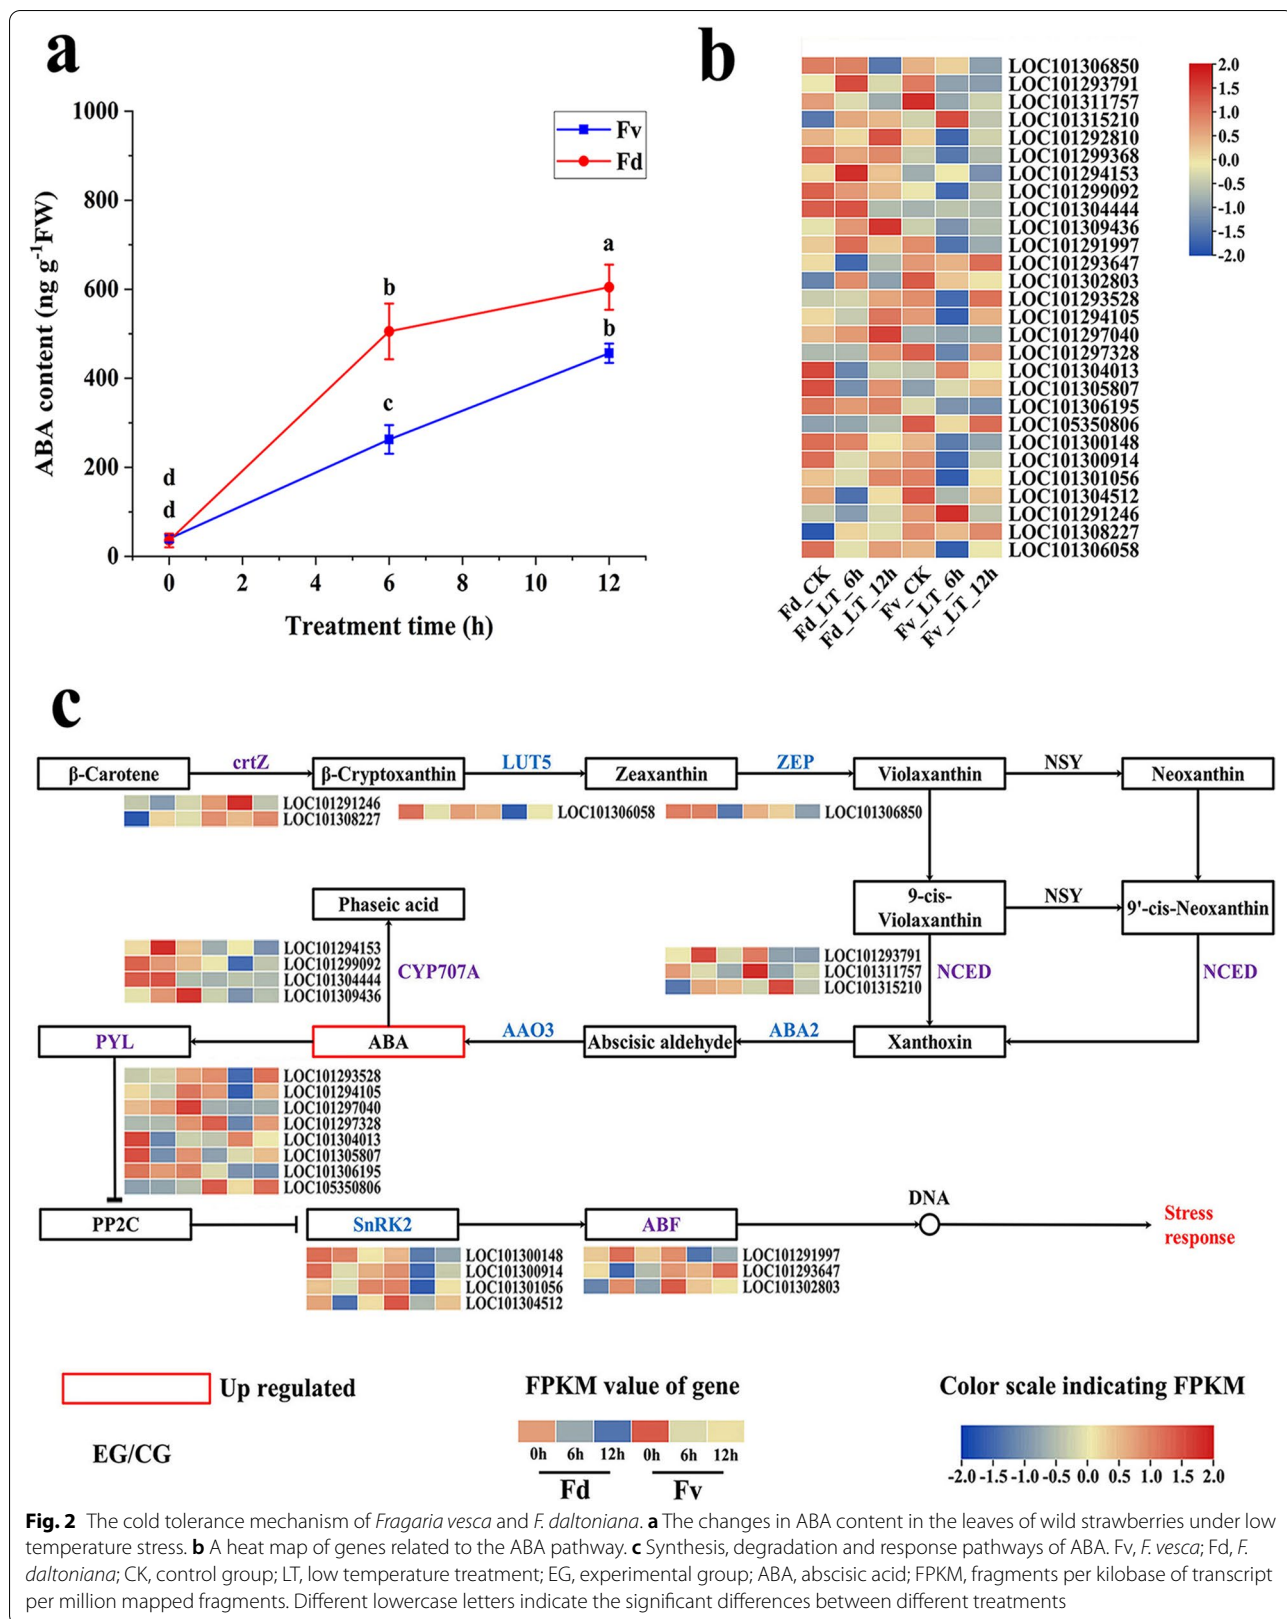 a
1000
800
600
400
200
0
ABA content (ng g⁻¹FW)
Fv
Fd
d
d
b
c
a
b
0 2 4 6 8 10 12
Treatment time (h)
b
LOC101306850
LOC101293791
LOC101311757
LOC101315210
LOC101292810
LOC101299368
LOC101294153
LOC101299092
LOC101304444
LOC101309436
LOC101291997
LOC101293647
LOC101302803
LOC101293528
LOC101294105
LOC101297040
LOC101297328
LOC101304013
LOC101305807
LOC101306195
LOC105350806
LOC101300148
LOC101300914
LOC101301056
LOC101304512
LOC101291246
LOC101308227
LOC101306058
Fd_CK
Fd_LT_6h
Fd_LT_12h
Fv_CK
Fv_LT_6h
Fv_LT_12h
2.0
1.5
1.0
0.5
0.0
-0.5
-1.0
-1.5
-2.0
c
β-Carotene
crtZ
β-Cryptoxanthin
LUT5
Zeaxanthin
ZEP
Violaxanthin
NSY
Neoxanthin
LOC101291246
LOC101308227
LOC101306058
LOC101306850
Phaseic acid
9-cis-
Violaxanthin
NSY
9'-cis-Neoxanthin
LOC101294153
LOC101299092
LOC101304444
LOC101309436
CYP707A
LOC101293791
LOC101311757
LOC101315210
NCED
NCED
PYL
ABA
AAO3
Abscisic aldehyde
ABA2
Xanthoxin
LOC101293528
LOC101294105
LOC101297040
LOC101297328
LOC101304013
LOC101305807
LOC101306195
LOC105350806
PP2C
SnRK2
ABF
DNA
Stress
response
LOC101300148
LOC101300914
LOC101301056
LOC101304512
LOC101291997
LOC101293647
LOC101302803
Up regulated
EG/CG
FPKM value of gene
0h 6h 12h 0h 6h 12h
Fd Fv
Color scale indicating FPKM
-2.0 -1.5 -1.0 -0.5 0.0 0.5 1.0 1.5 2.0
Fig. 2 The cold tolerance mechanism of Fragaria vesca and F. daltoniana. a The changes in ABA content in the leaves of wild strawberries under low
temperature stress. b A heat map of genes related to the ABA pathway. c Synthesis, degradation and response pathways of ABA. Fv, F. vesca; Fd, F.
daltoniana; CK, control group; LT, low temperature treatment; EG, experimental group; ABA, abscisic acid; FPKM, fragments per kilobase of transcript
per million mapped fragments. Different lowercase letters indicate the significant differences between different treatments